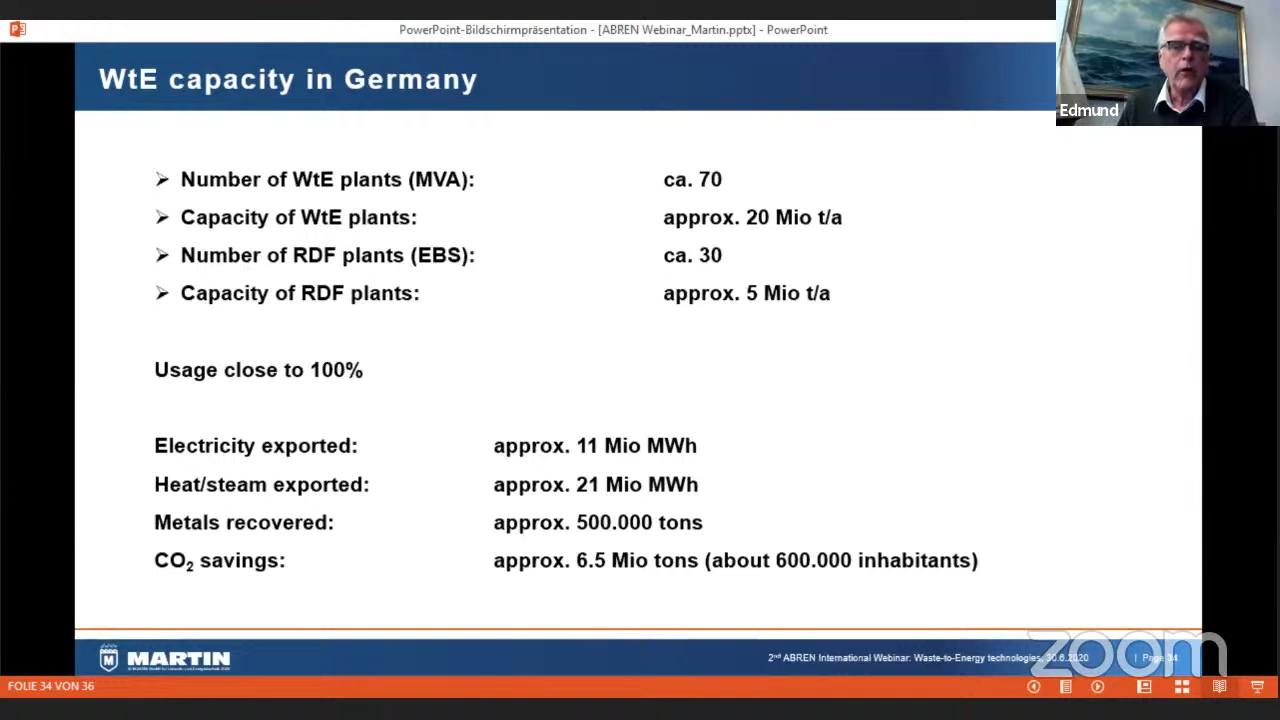 PowerPoint-Bildschirmpräsentation - [ABREN Webinar_Martin.pptx] - PowerPoint
WtE capacity in Germany
Edmund
Number of WtE plants (MVA): ca. 70
Capacity of WtE plants: approx. 20 Mio t/a
Number of RDF plants (EBS): ca. 30
Capacity of RDF plants: approx. 5 Mio t/a
Usage close to 100%
Electricity exported: approx. 11 Mio MWh
Heat/steam exported: approx. 21 Mio MWh
Metals recovered: approx. 500.000 tons
CO₂ savings: approx. 6.5 Mio tons (about 600.000 inhabitants)
MARTIN
2nd ABREN International Webinar: Waste-to-Energy technologies, 30.6.2020 | Page 34
zoom
FOLIE 34 VON 36